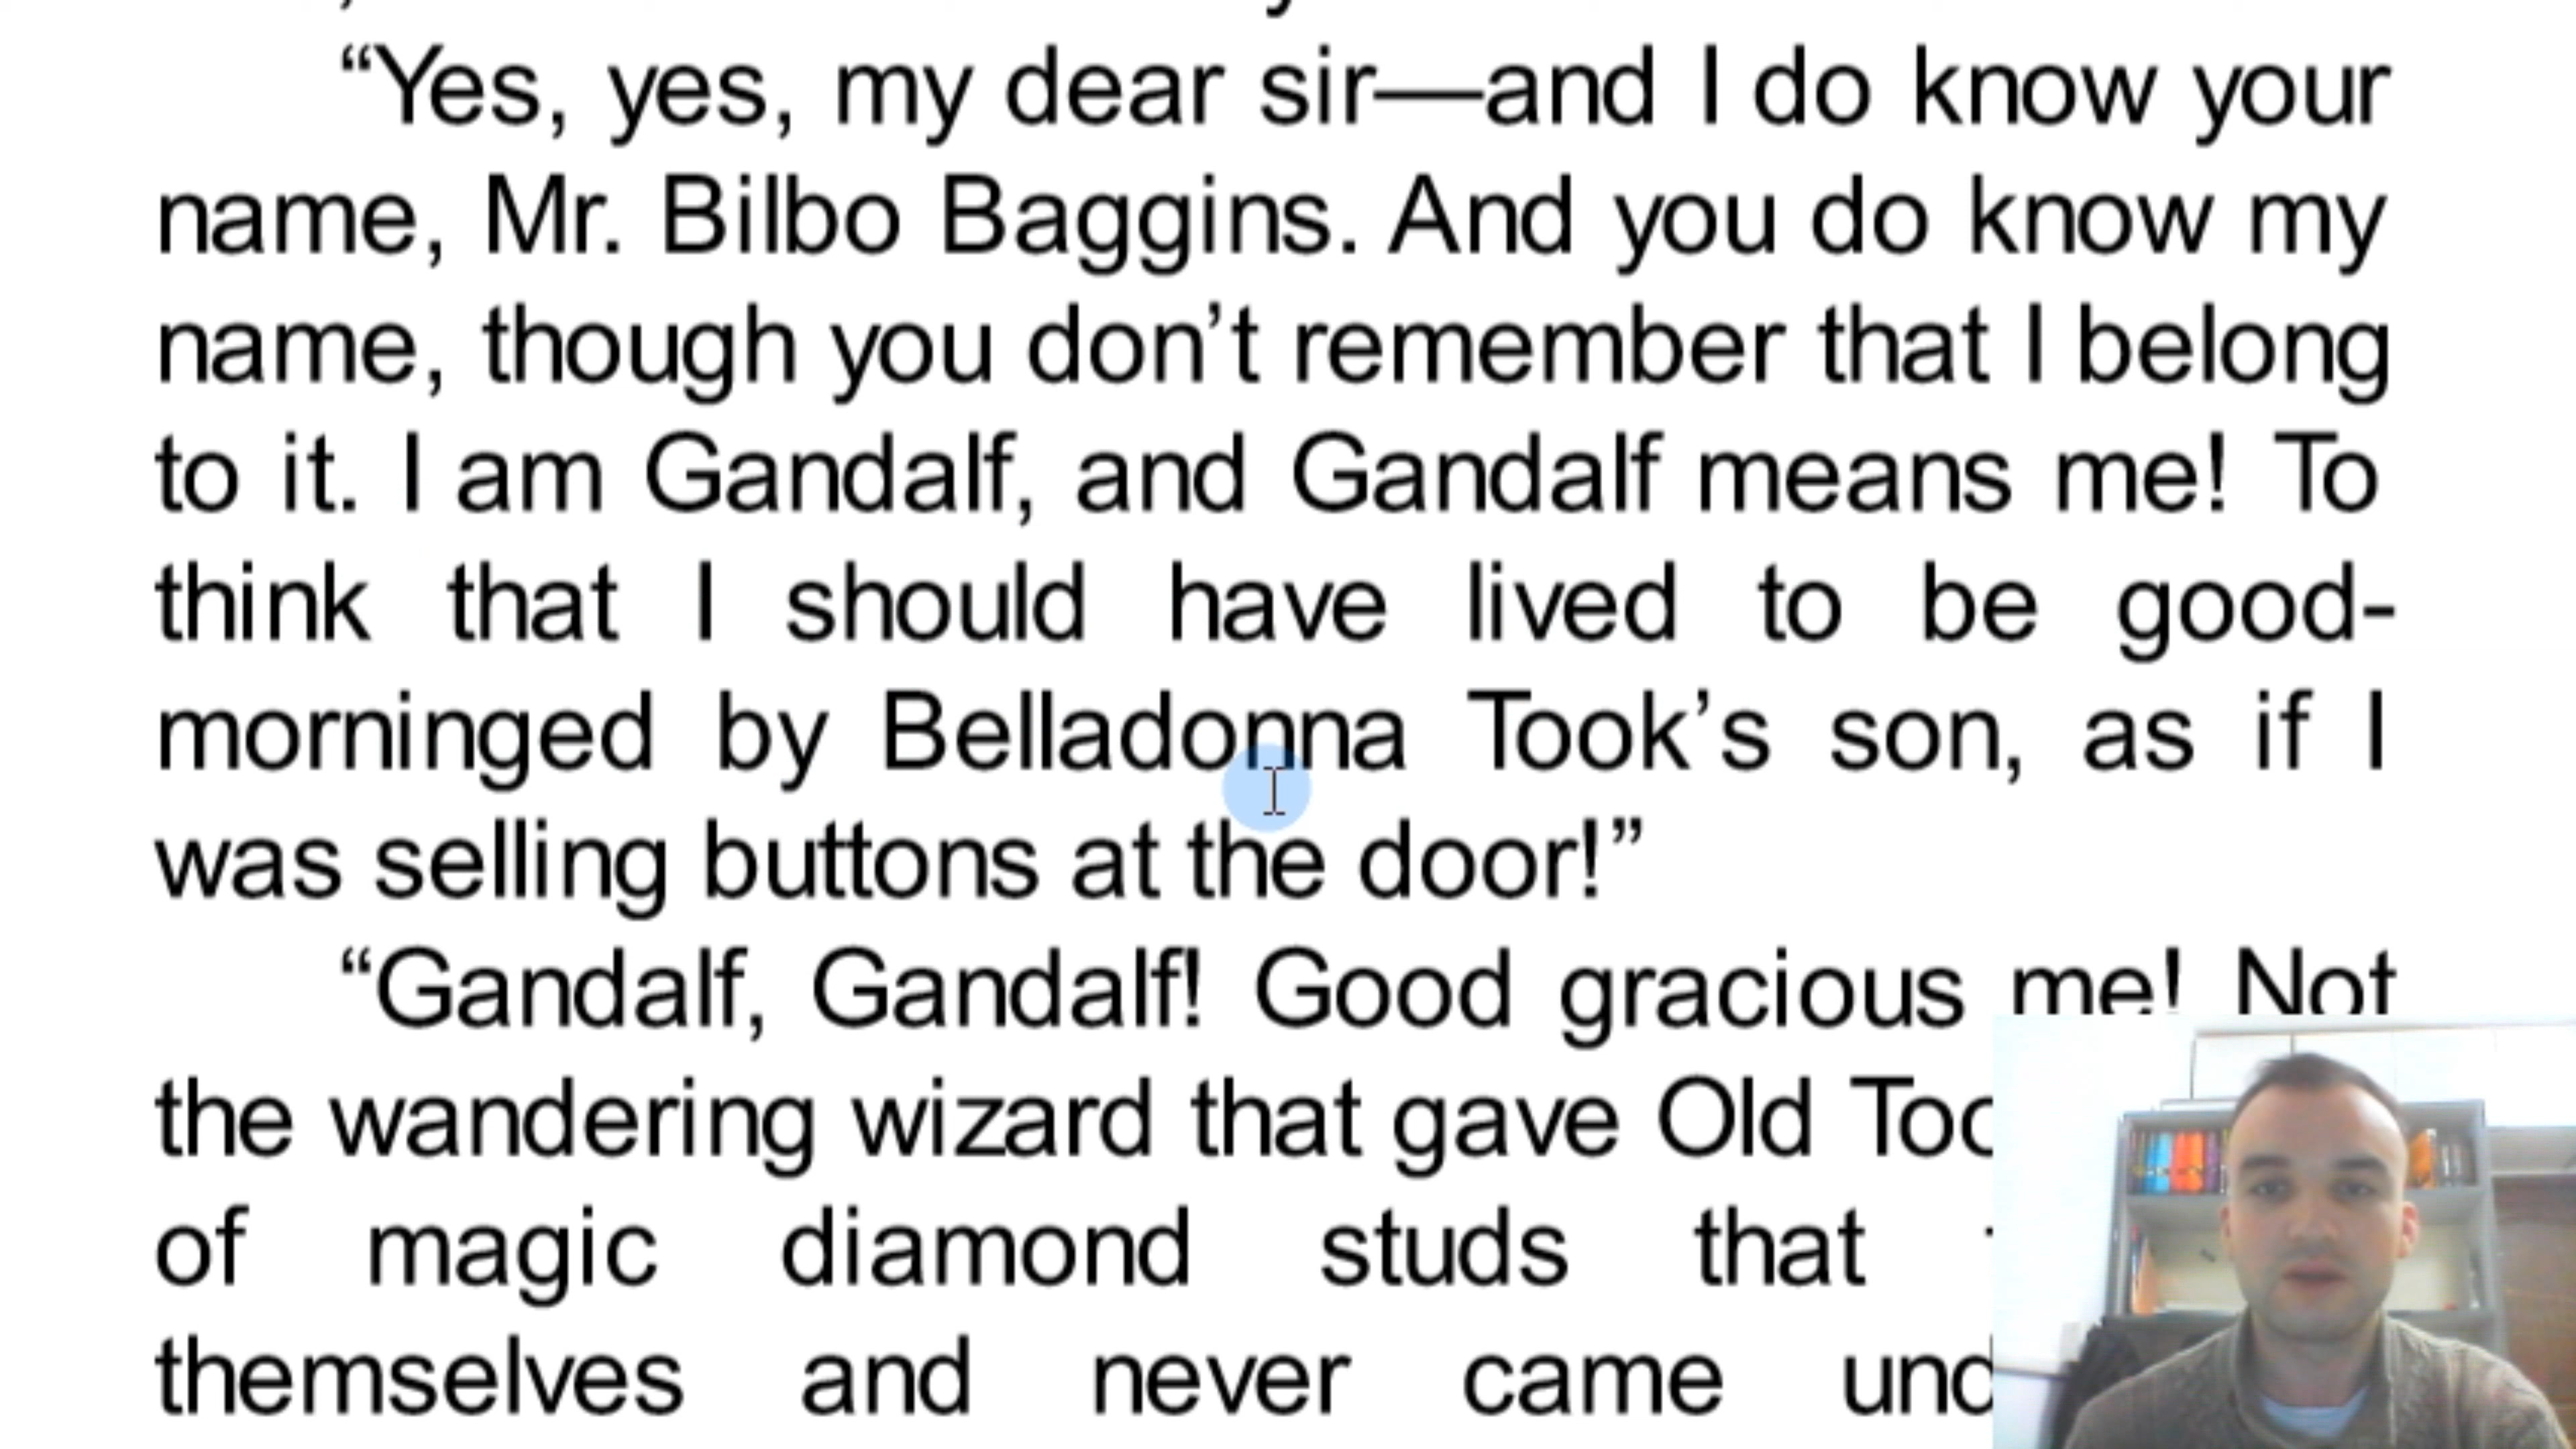 “Yes, yes, my dear sir—and I do know your
name, Mr. Bilbo Baggins. And you do know my
name, though you don’t remember that I belong
to it. I am Gandalf, and Gandalf means me! To
think that I should have lived to be good-
morninged by Belladonna Took’s son, as if I
was selling buttons at the door!”
“Gandalf, Gandalf! Good gracious me! Not
the wandering wizard that gave Old
of magic diamond studs that
themselves and never came